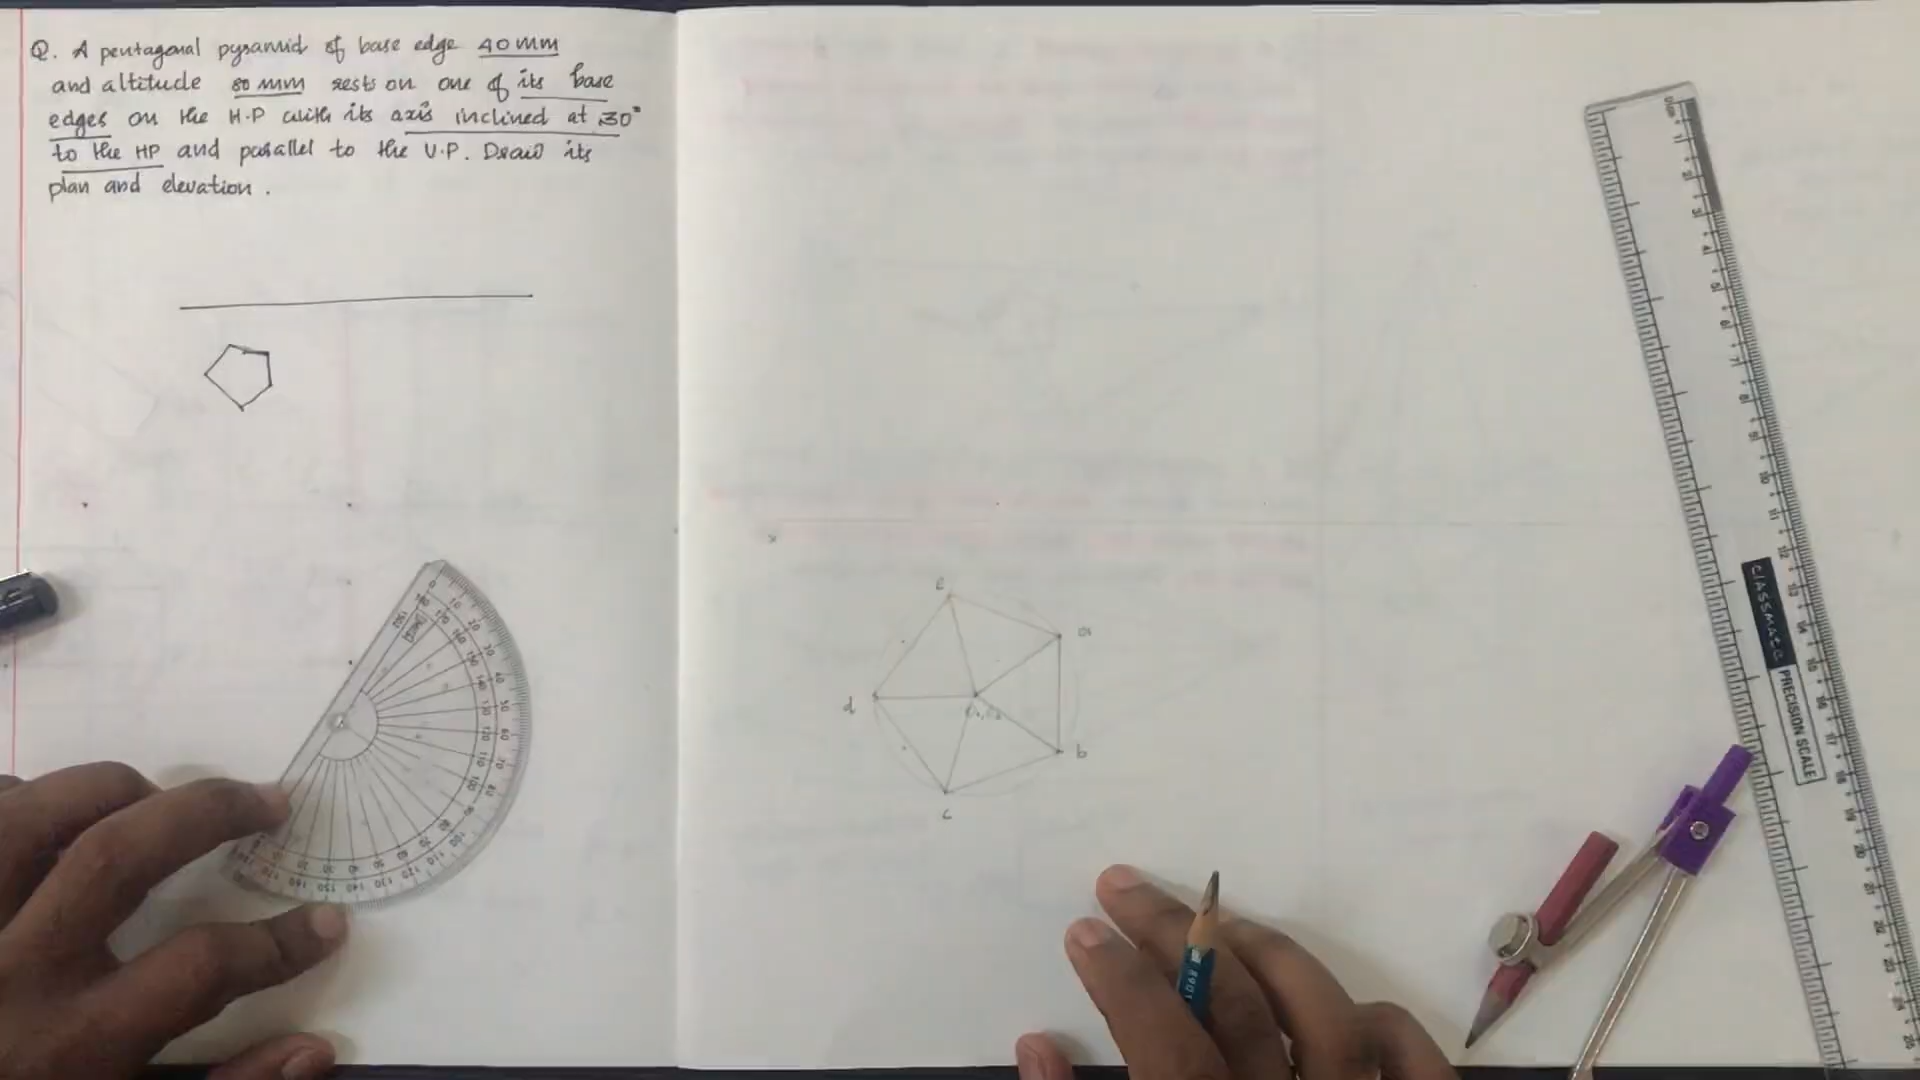 Q. A pentagonal pyramid of base edge 40 mm
and altitude 80 mm rests on one of its base
edges on the H.P with its axis inclined at 30°
to the HP and parallel to the V.P. Draw its
plan and elevation.
x
e
a
d
b
c
CLASSMATE PRECISION SCALE